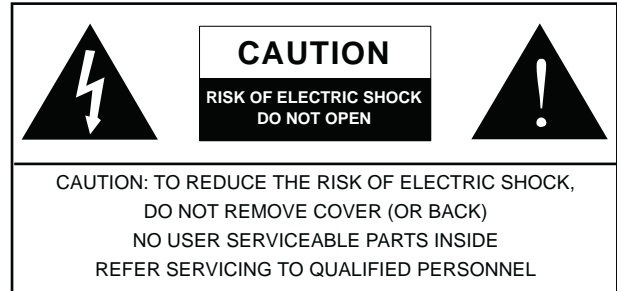 CAUTION
RISK OF ELECTRIC SHOCK
DO NOT OPEN
!
CAUTION: TO REDUCE THE RISK OF ELECTRIC SHOCK,
DO NOT REMOVE COVER (OR BACK)
NO USER SERVICEABLE PARTS INSIDE
REFER SERVICING TO QUALIFIED PERSONNEL